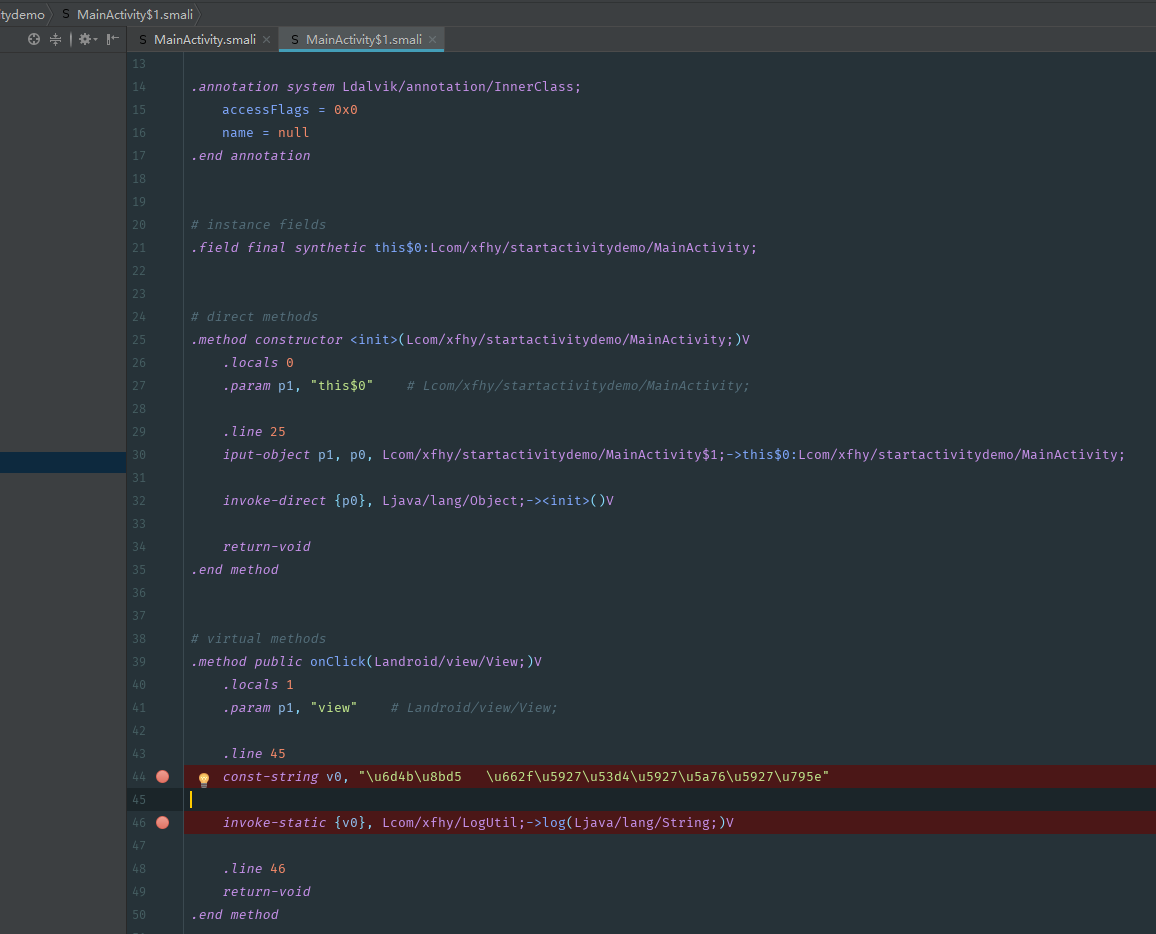 tydemo
MainActivity$1.smali
MainActivity.smali
MainActivity$1.smali
13
14 .annotation system Ldalvik/annotation/InnerClass;
15     accessFlags = 0x0
16     name = null
17 .end annotation
18
19
20 # instance fields
21 .field final synthetic this$0:Lcom/xfhy/startactivitydemo/MainActivity;
22
23
24 # direct methods
25 .method constructor <init>(Lcom/xfhy/startactivitydemo/MainActivity;)V
26     .locals 0
27     .param p1, "this$0"    # Lcom/xfhy/startactivitydemo/MainActivity;
28
29     .line 25
30     iput-object p1, p0, Lcom/xfhy/startactivitydemo/MainActivity$1;->this$0:Lcom/xfhy/startactivitydemo/MainActivity;
31
32     invoke-direct {p0}, Ljava/lang/Object;-><init>()V
33
34     return-void
35 .end method
36
37
38 # virtual methods
39 .method public onClick(Landroid/view/View;)V
40     .locals 1
41     .param p1, "view"    # Landroid/view/View;
42
43     .line 45
44     const-string v0, "\u6d4b\u8bd5   \u662f\u5927\u53d4\u5927\u5a76\u5927\u795e"
45
46     invoke-static {v0}, Lcom/xfhy/LogUtil;->log(Ljava/lang/String;)V
47
48     .line 46
49     return-void
50 .end method